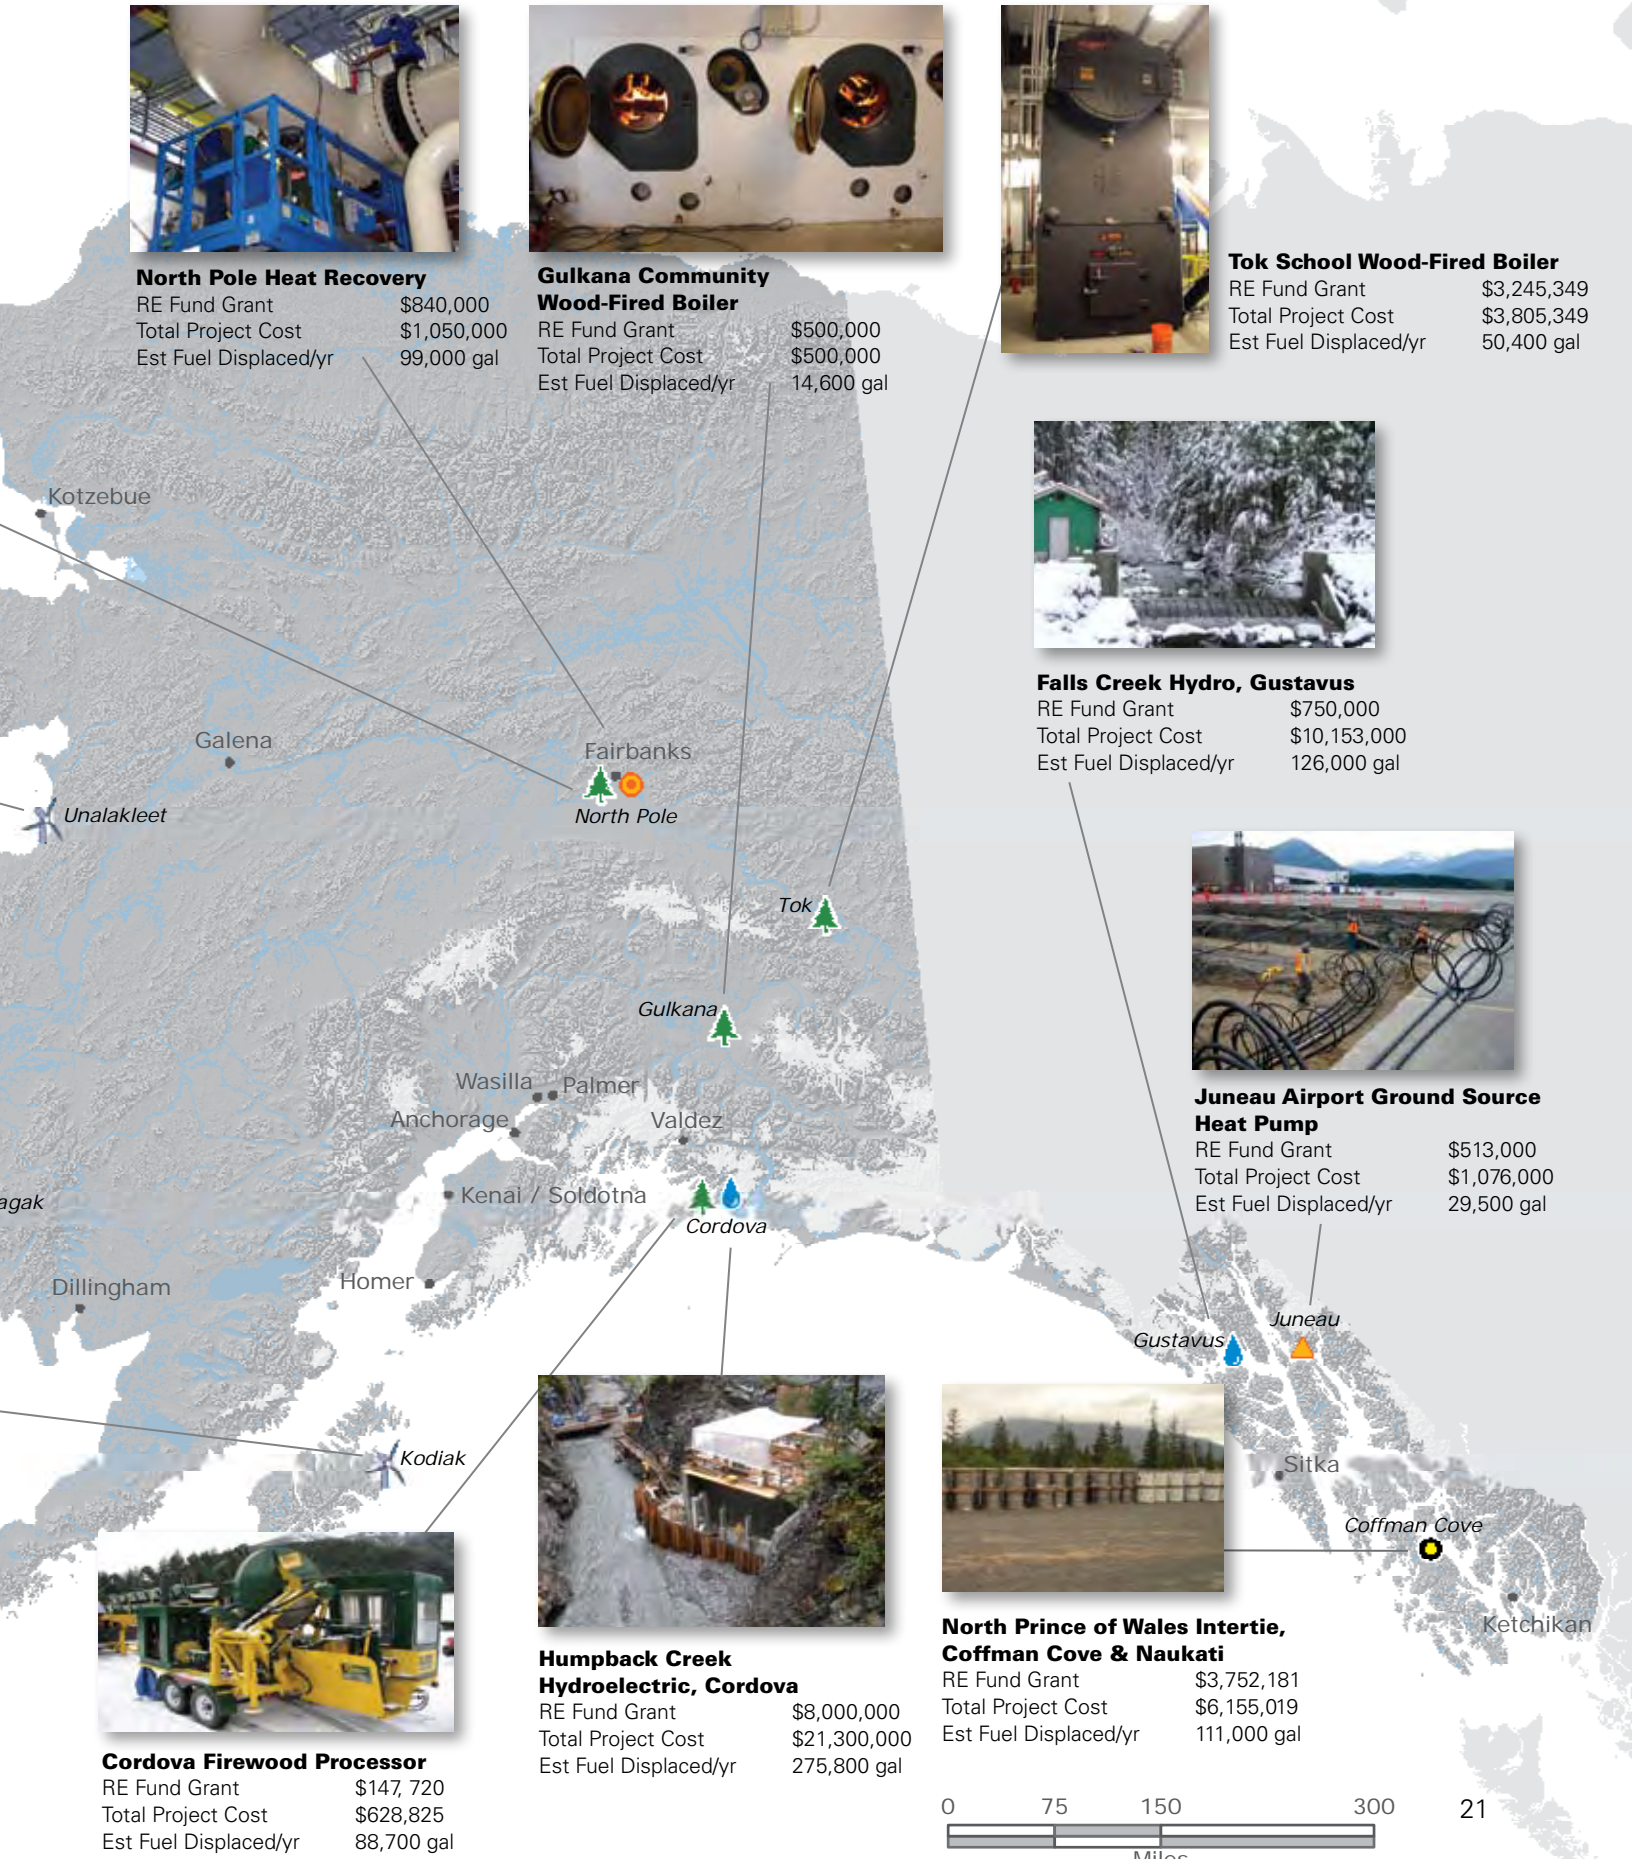 North Pole Heat Recovery
RE Fund Grant $840,000
Total Project Cost $1,050,000
Est Fuel Displaced/yr 99,000 gal
Gulkana Community
Wood-Fired Boiler
RE Fund Grant $500,000
Total Project Cost $500,000
Est Fuel Displaced/yr 14,600 gal
Tok School Wood-Fired Boiler
RE Fund Grant $3,245,349
Total Project Cost $3,805,349
Est Fuel Displaced/yr 50,400 gal
Kotzebue
Falls Creek Hydro, Gustavus
RE Fund Grant $750,000
Total Project Cost $10,153,000
Est Fuel Displaced/yr 126,000 gal
Galena
Fairbanks
Unalakleet
North Pole
Tok
Gulkana
Wasilla
Palmer
Anchorage
Valdez
Juneau Airport Ground Source
Heat Pump
RE Fund Grant $513,000
Total Project Cost $1,076,000
Est Fuel Displaced/yr 29,500 gal
agak
Kenai / Soldotna
Cordova
Dillingham
Homer
Juneau
Gustavus
Kodiak
Sitka
Coffman Cove
Ketchikan
North Prince of Wales Intertie,
Coffman Cove & Naukati
RE Fund Grant $3,752,181
Total Project Cost $6,155,019
Est Fuel Displaced/yr 111,000 gal
Humpback Creek
Hydroelectric, Cordova
RE Fund Grant $8,000,000
Total Project Cost $21,300,000
Est Fuel Displaced/yr 275,800 gal
Cordova Firewood Processor
RE Fund Grant $147, 720
Total Project Cost $628,825
Est Fuel Displaced/yr 88,700 gal
0 75 150 300
Miles
21